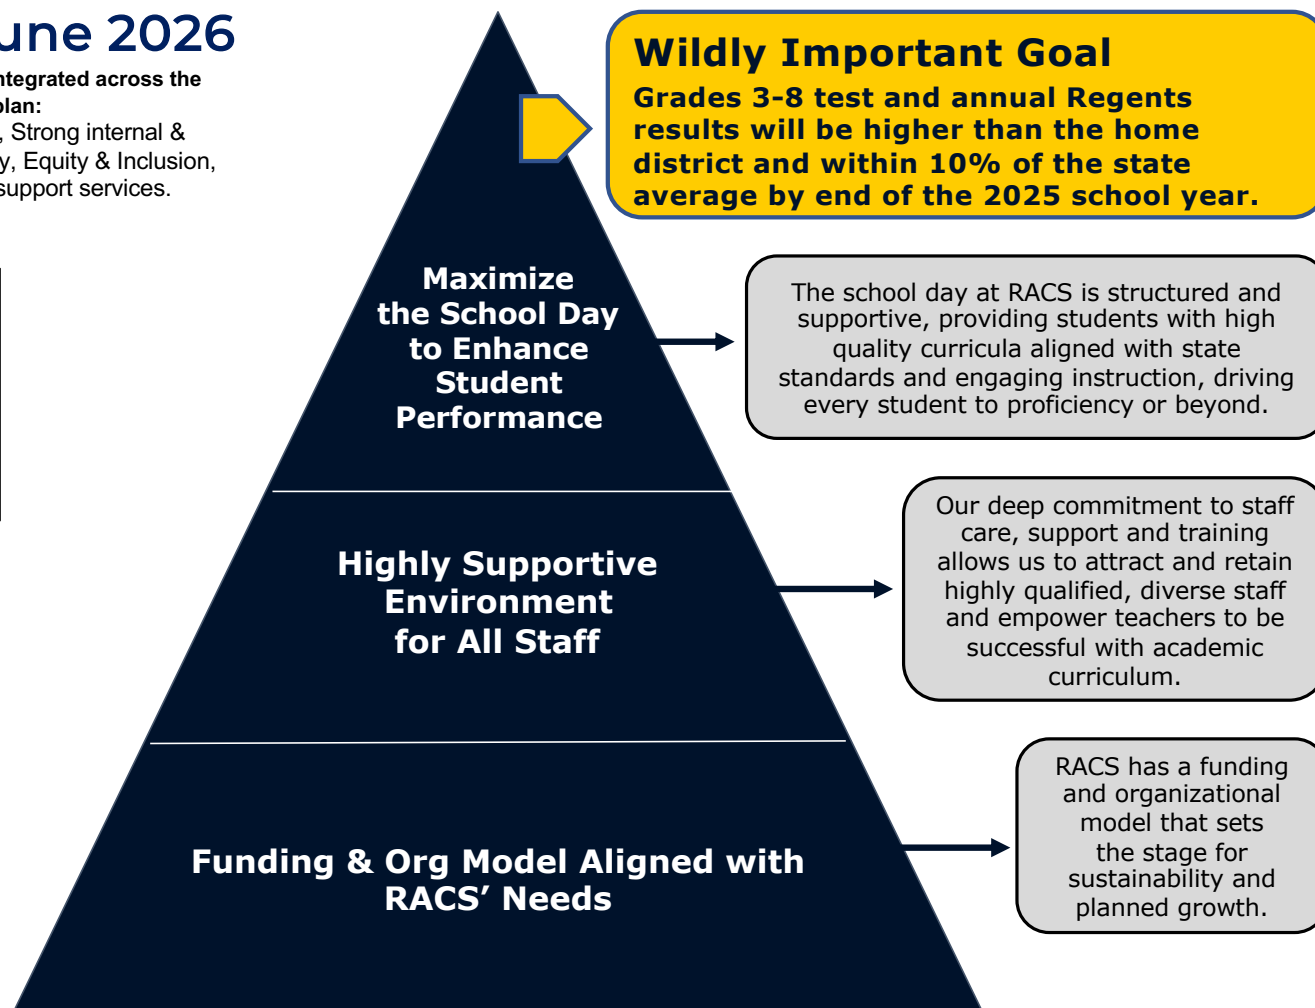 une 2026
ntegrated across the
plan:
, Strong internal &
y, Equity & Inclusion,
support services.
Wildly Important Goal
Grades 3-8 test and annual Regents
results will be higher than the home
district and within 10% of the state
average by end of the 2025 school year.
Maximize
the School Day
to Enhance
Student
Performance
The school day at RACS is structured and
supportive, providing students with high
quality curricula aligned with state
standards and engaging instruction, driving
every student to proficiency or beyond.
Highly Supportive
Environment
for All Staff
Our deep commitment to staff
care, support and training
allows us to attract and retain
highly qualified, diverse staff
and empower teachers to be
successful with academic
curriculum.
Funding & Org Model Aligned with
RACS’ Needs
RACS has a funding
and organizational
model that sets
the stage for
sustainability and
planned growth.